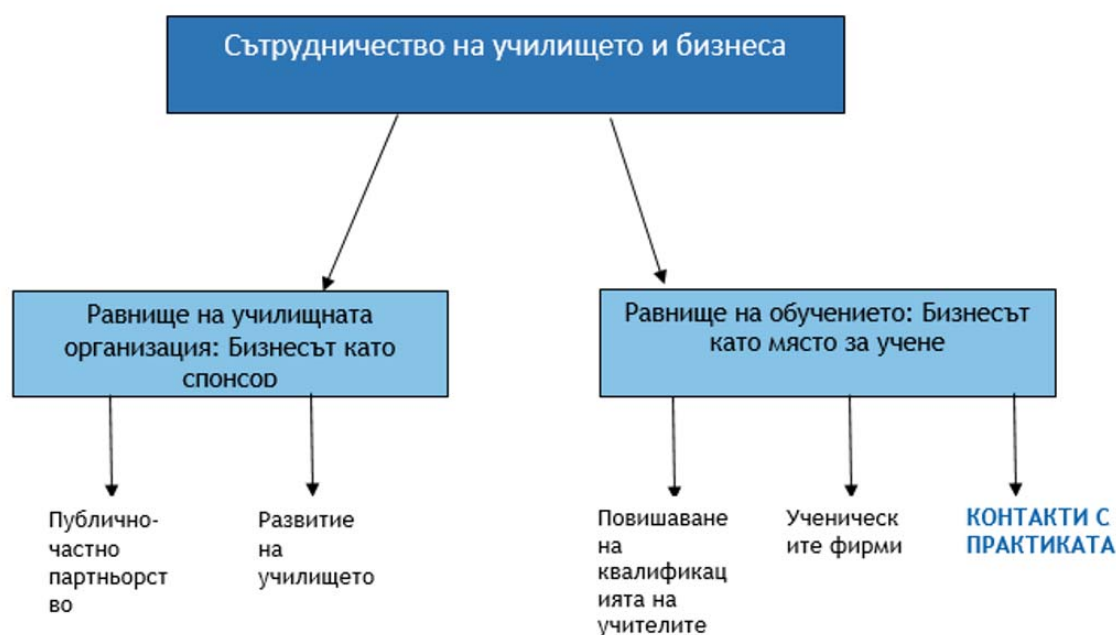 Сътрудничество на училището и бизнеса
Равнище на училищната
организация: Бизнесът като
спонсор
Равнище на обучението: Бизнесът
като място за учене
Публично-
частно
партньорст
во
Развитие
на
училището
Повишаване
на
квалификац
ията на
учителите
Ученическ
ите фирми
КОНТАКТИ С
ПРАКТИКАТА